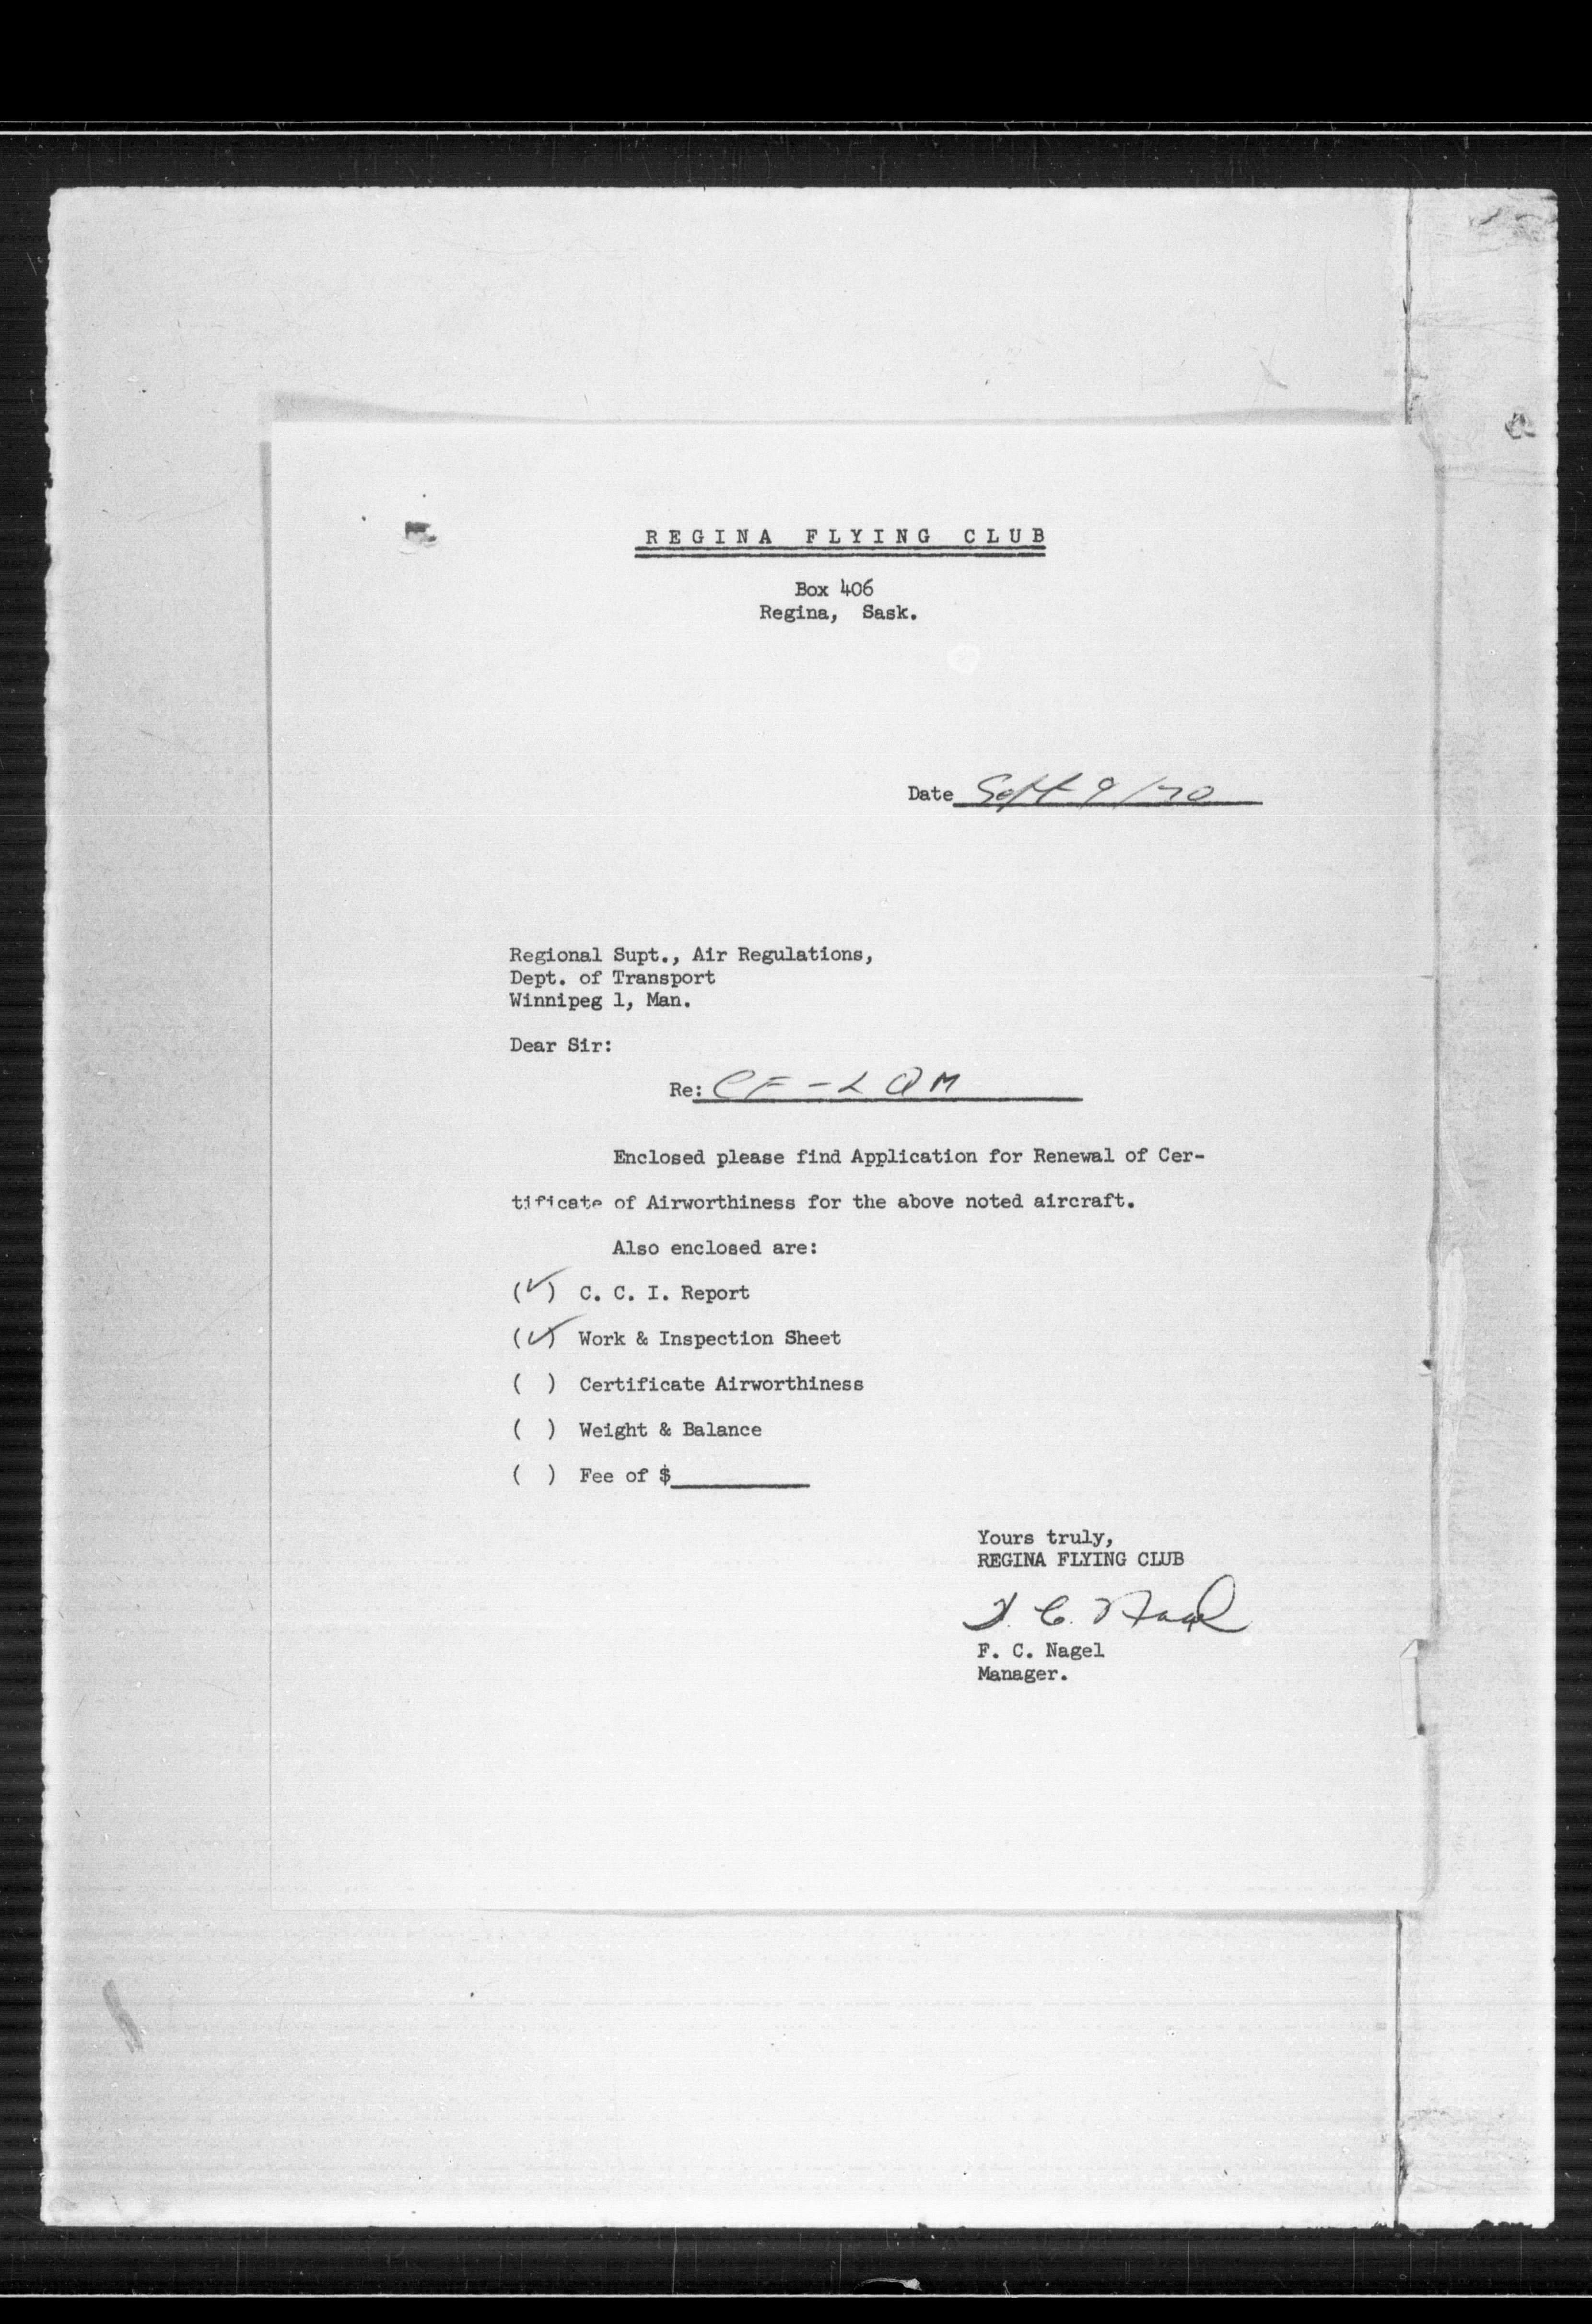 REGINA FLYING CLUB
Box 406
Regina, Sask.
Date Sept 9/70
Regional Supt., Air Regulations,
Dept. of Transport
Winnipeg 1, Man.
Dear Sir:
Re: CF-LQM
Enclosed please find Application for Renewal of Cer-
tificate of Airworthiness for the above noted aircraft.
Also enclosed are:
(✓) C. C. I. Report
(✓) Work & Inspection Sheet
( ) Certificate Airworthiness
( ) Weight & Balance
( ) Fee of $
Yours truly,
REGINA FLYING CLUB
F. C. Nagel
F. C. Nagel
Manager.